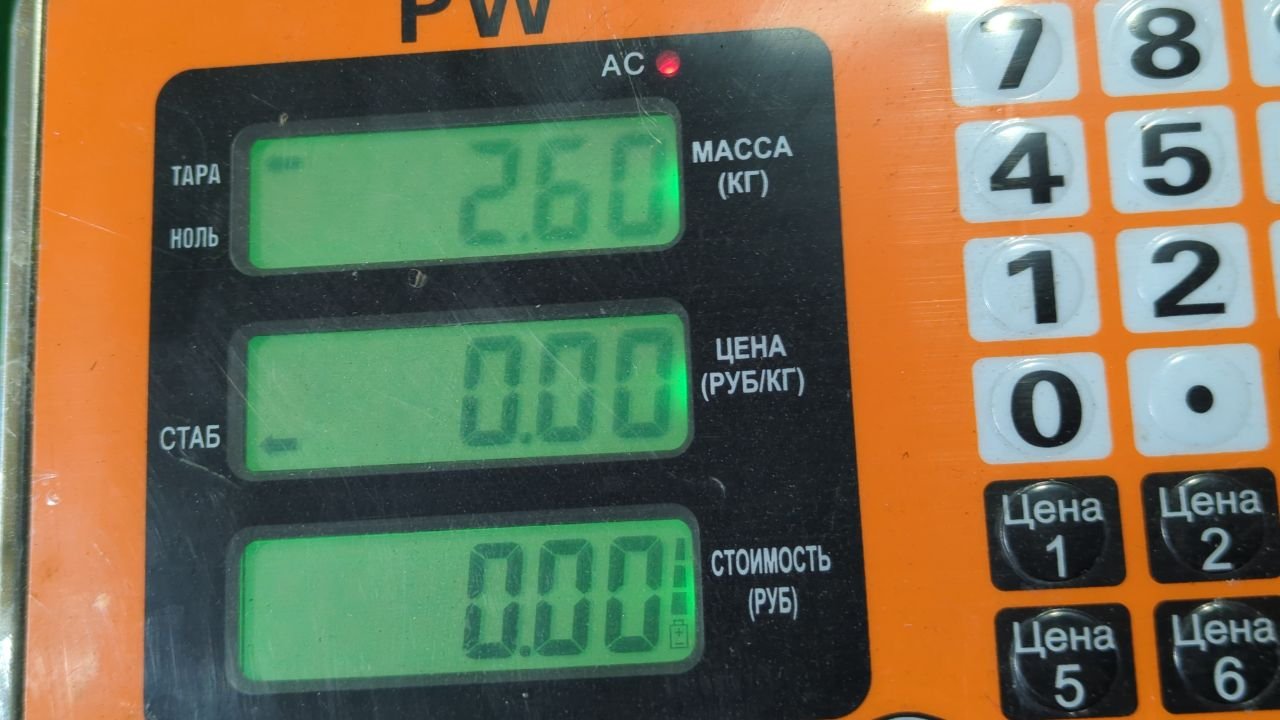 PW
AC
ТАРА
НОЛЬ
2.60
МАССА
(КГ)
СТАБ
0.00
ЦЕНА
(РУБ/КГ)
0.00
СТОИМОСТЬ
(РУБ)
7 8
4 5
1 2
0 .
Цена
1
Цена
2
Цена
5
Цена
6